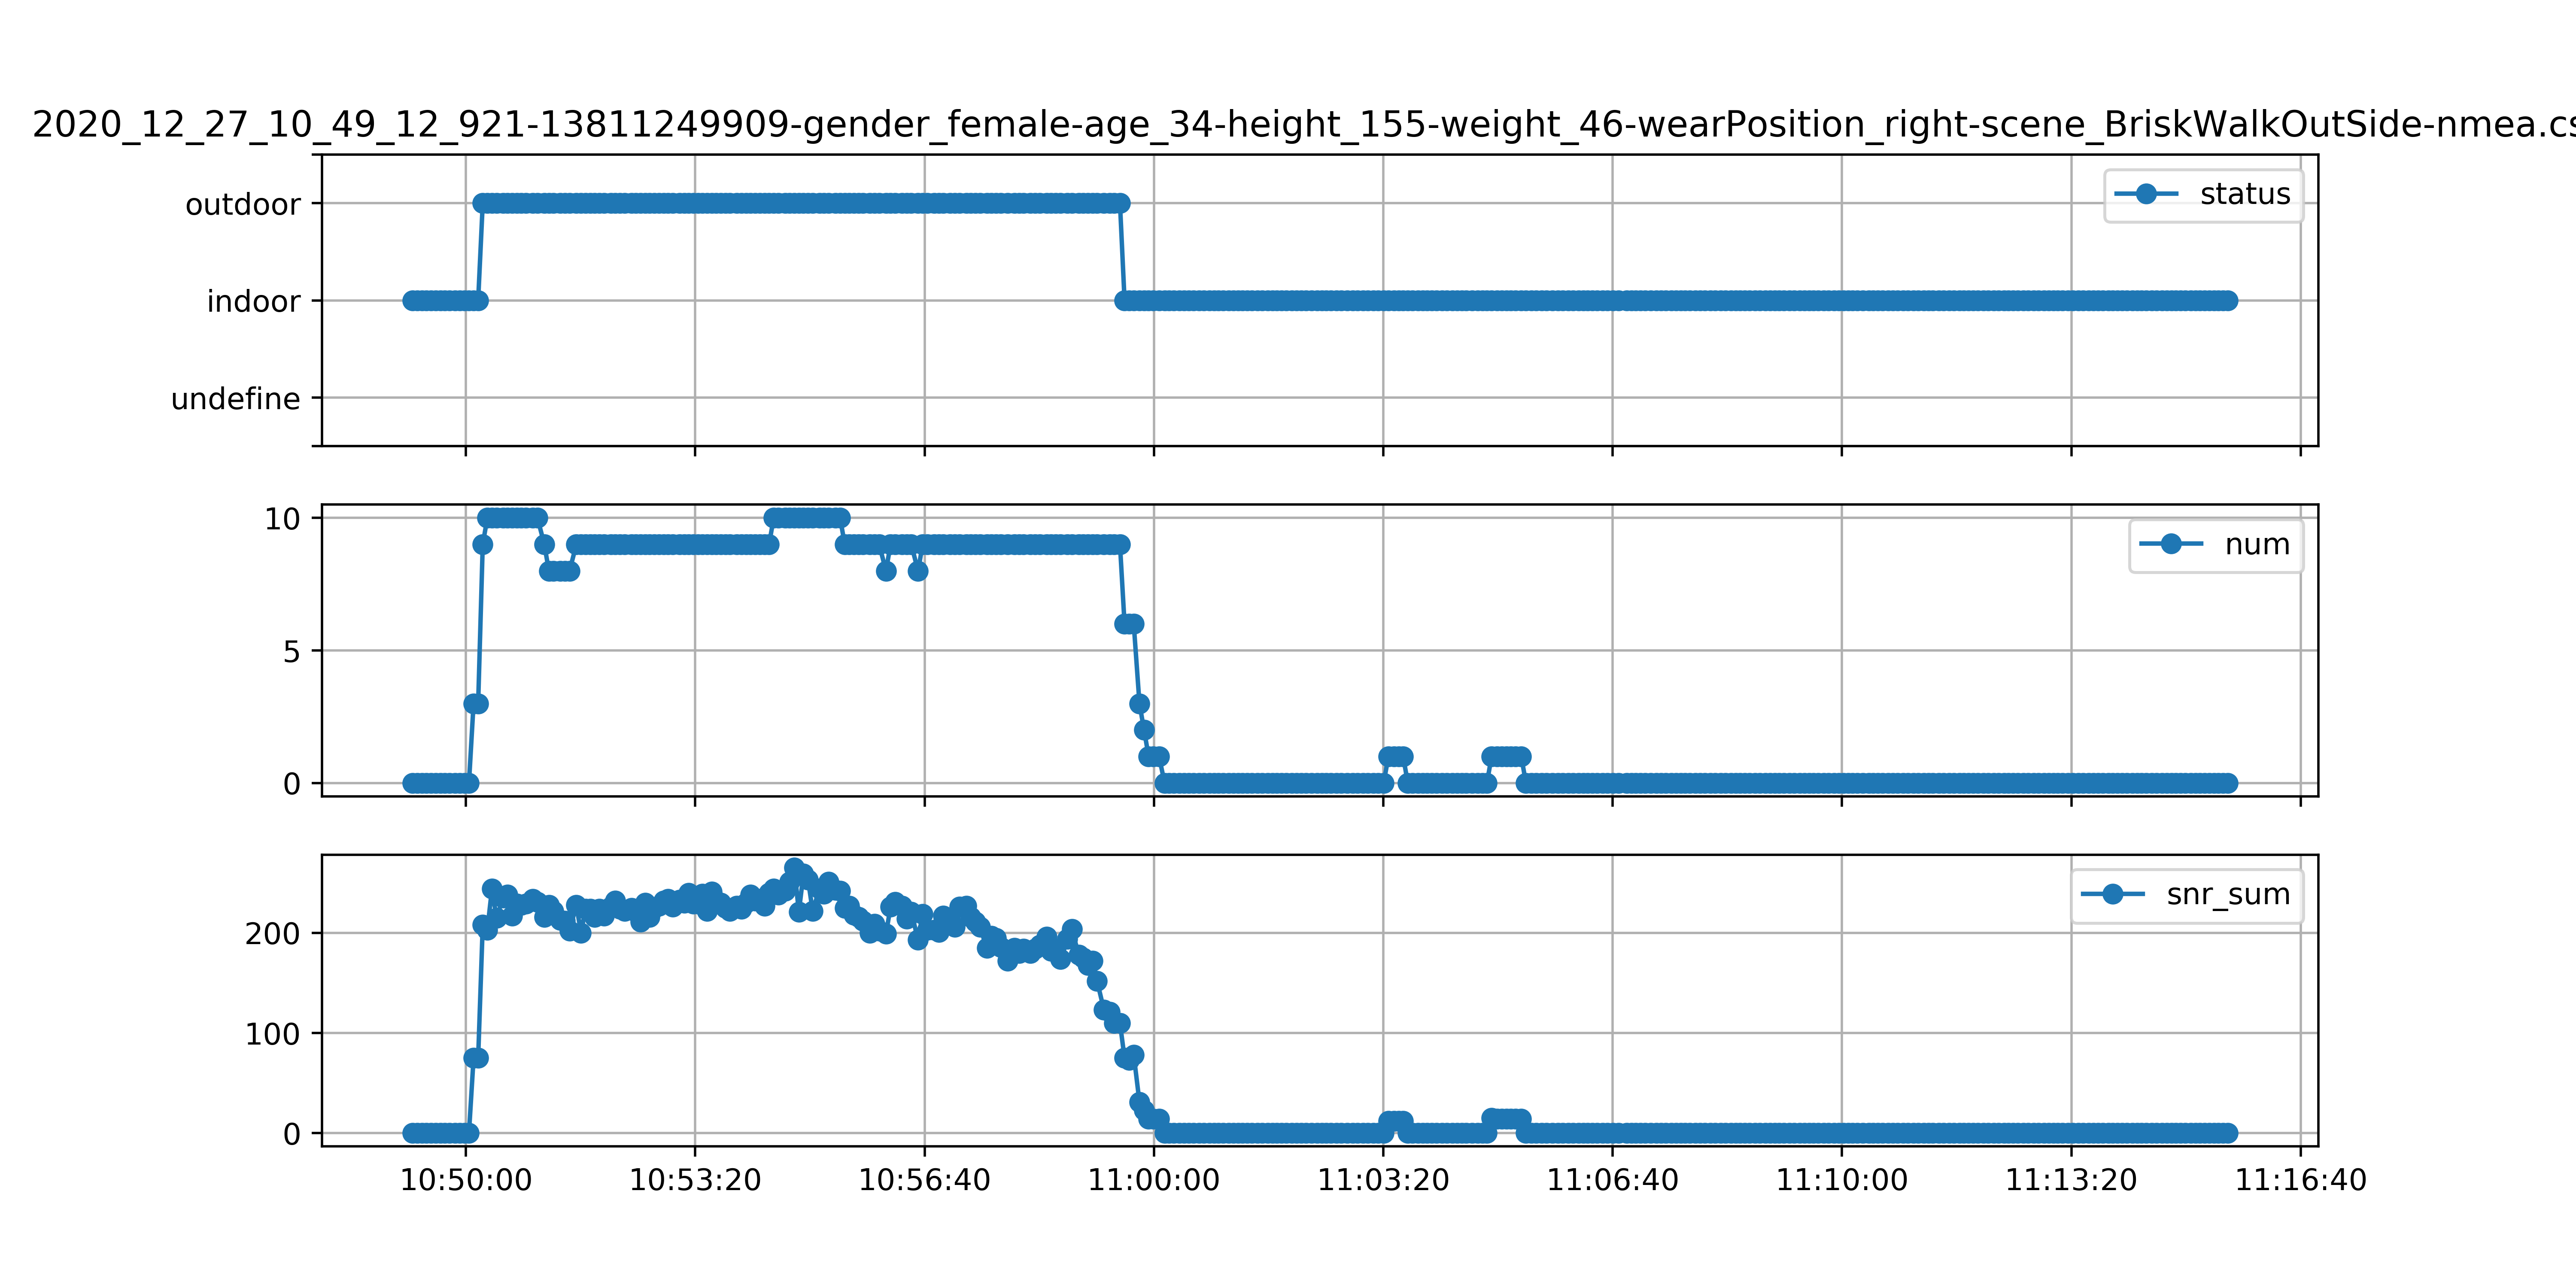 2020_12_27_10_49_12_921-13811249909-gender_female-age_34-height_155-weight_46-wearPosition_right-scene_BriskWalkOutSide-nmea.cs
outdoor
indoor
undefine
status
10
5
0
num
200
100
0
snr_sum
10:50:00 10:53:20 10:56:40 11:00:00 11:03:20 11:06:40 11:10:00 11:13:20 11:16:40